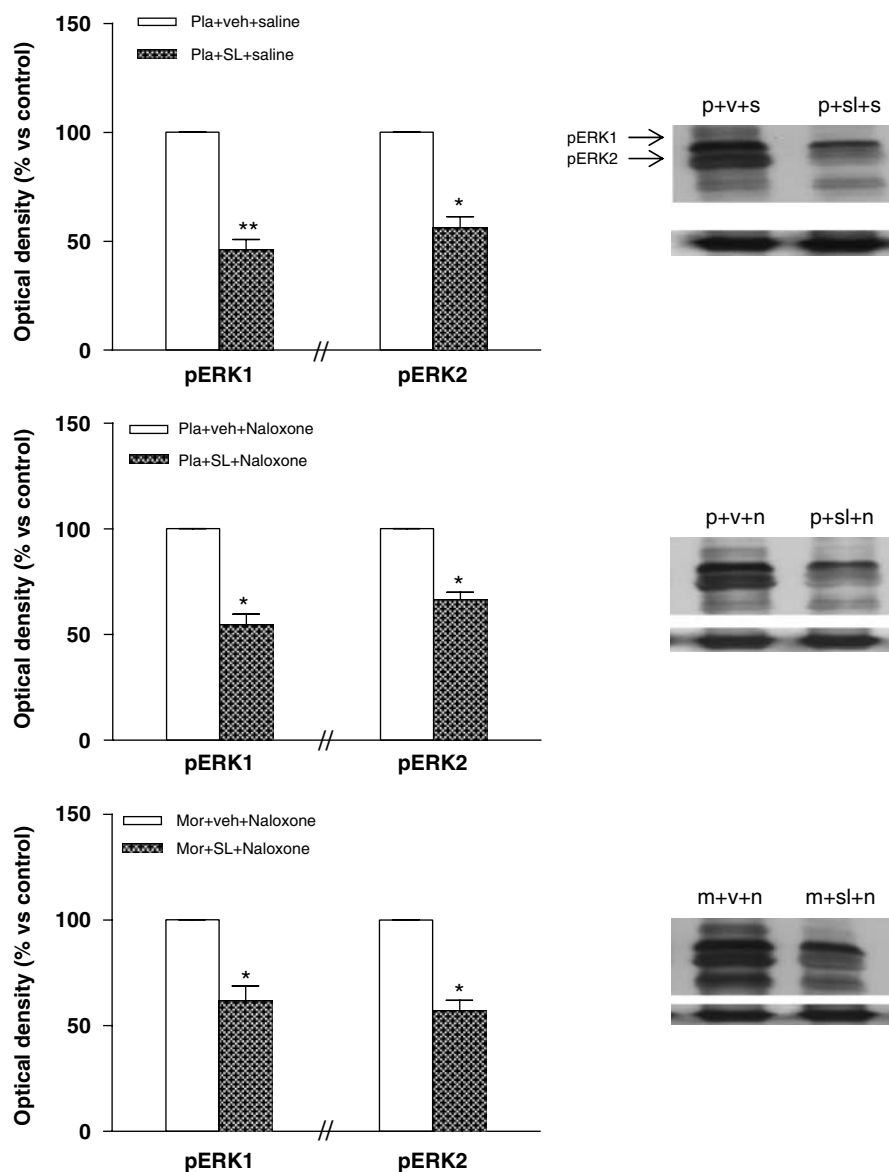 Optical density (% vs control)
150
100
50
0
Pla+veh+saline
Pla+SL+saline
**
*
pERK1
//
pERK2
p+v+s p+sl+s
pERK1
pERK2
Optical density (% vs control)
150
100
50
0
Pla+veh+Naloxone
Pla+SL+Naloxone
*
*
pERK1
//
pERK2
p+v+n p+sl+n
Optical density (% vs control)
150
100
50
0
Mor+veh+Naloxone
Mor+SL+Naloxone
*
*
pERK1
//
pERK2
m+v+n m+sl+n